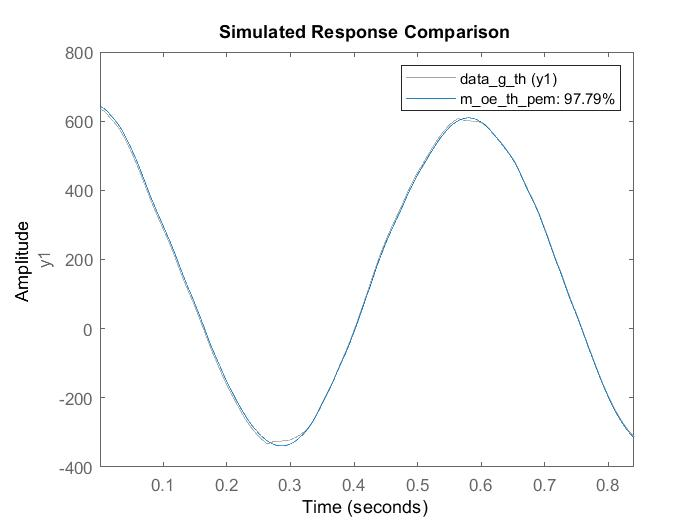 Simulated Response Comparison
data_g_th (y1)
m_oe_th_pem: 97.79%
Amplitude
y1
800
600
400
200
0
-200
-400
0.1 0.2 0.3 0.4 0.5 0.6 0.7 0.8
Time (seconds)